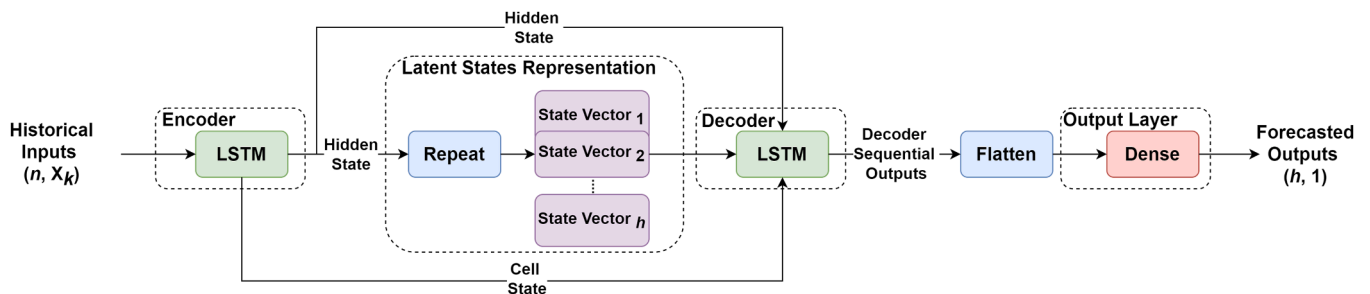 Hidden
State
Latent States Representation
Historical
Inputs
(n, Xk)
Encoder
LSTM
Hidden
State
Repeat
State Vector 1
State Vector 2
State Vector h
Decoder
LSTM
Decoder
Sequential
Outputs
Flatten
Output Layer
Dense
Forecasted
Outputs
(h, 1)
Cell
State